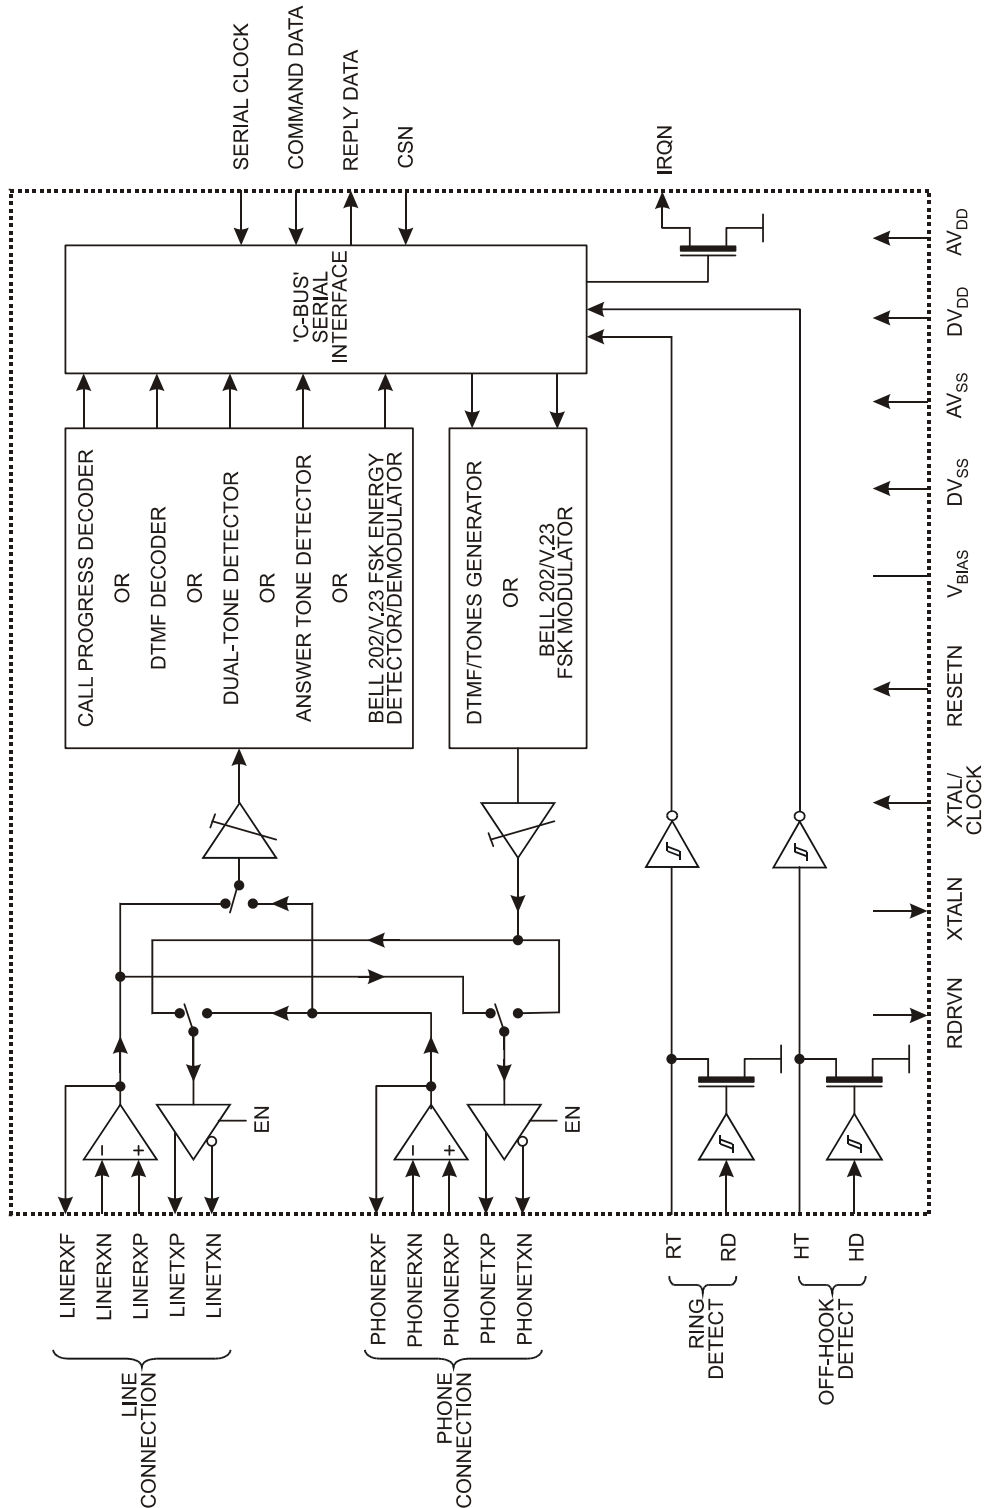 LINERXF
LINERXN
LINERXP
LINETXP
LINETXN
LINE
CONNECTION
-
+
EN
PHONERXF
PHONERXN
PHONERXP
PHONETXP
PHONETXN
PHONE
CONNECTION
-
+
EN
RT
RD
RING
DETECT
HT
HD
OFF-HOOK
DETECT
CALL PROGRESS DECODER
OR
DTMF DECODER
OR
DUAL-TONE DETECTOR
OR
ANSWER TONE DETECTOR
OR
BELL 202/V.23 FSK ENERGY
DETECTOR/DEMODULATOR
DTMF/TONES GENERATOR
OR
BELL 202/V.23
FSK MODULATOR
'C-BUS'
SERIAL
INTERFACE
SERIAL CLOCK
COMMAND DATA
REPLY DATA
CSN
IRQN
RDRVN
XTALN
XTAL/
CLOCK
RESETN
VBIAS
DVSS
AVSS
DVDD
AVDD